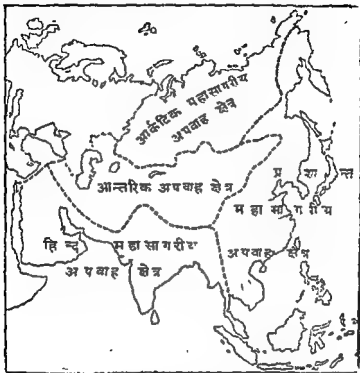 आर्कटिक महासागरीय
अपवाह क्षेत्र
आन्तरिक अपवाह क्षेत्र
प्रशान्त
महासागरीय
अपवाह क्षेत्र
हिन्द महासागरीय
अपवाह क्षेत्र